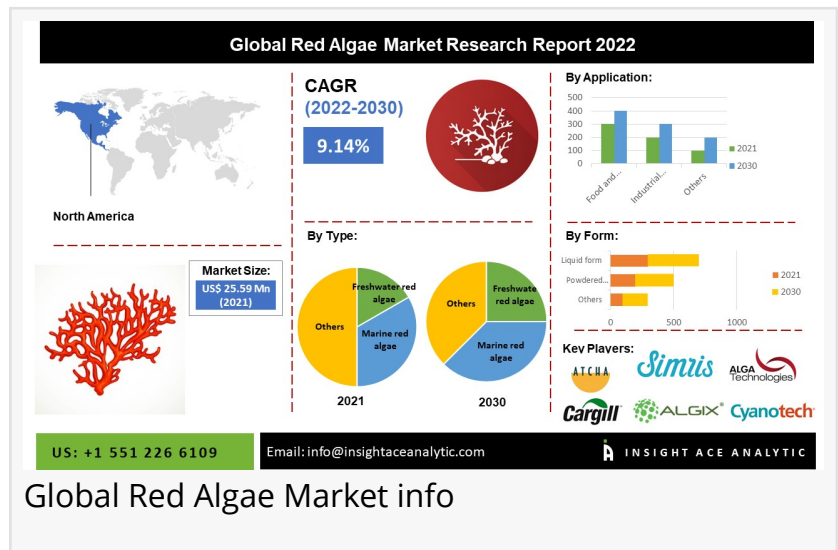 Global Red Algae Market Research Report 2022
North America
CAGR
(2022-2030)
9.14%
By Application:
500
400
300
200
100
0
Food and...
Industrial...
Others
2021
2030
Market Size:
US$ 25.59 Mn
(2021)
By Type:
Freshwater red
algae
Others
Marine red
algae
2021
Freshwate
red algae
Others
Marine red
algae
2030
By Form:
Liquid form
Powdered...
Others
0
500
1000
2021
2030
Key Players:
ATCHA
Simris
ALGA
Technologies
Cargill
ALGIX
Cyanotech
US: +1 551 226 6109
Email: info@insightaceanalytic.com
INSIGHT ACE ANALYTIC
Global Red Algae Market info